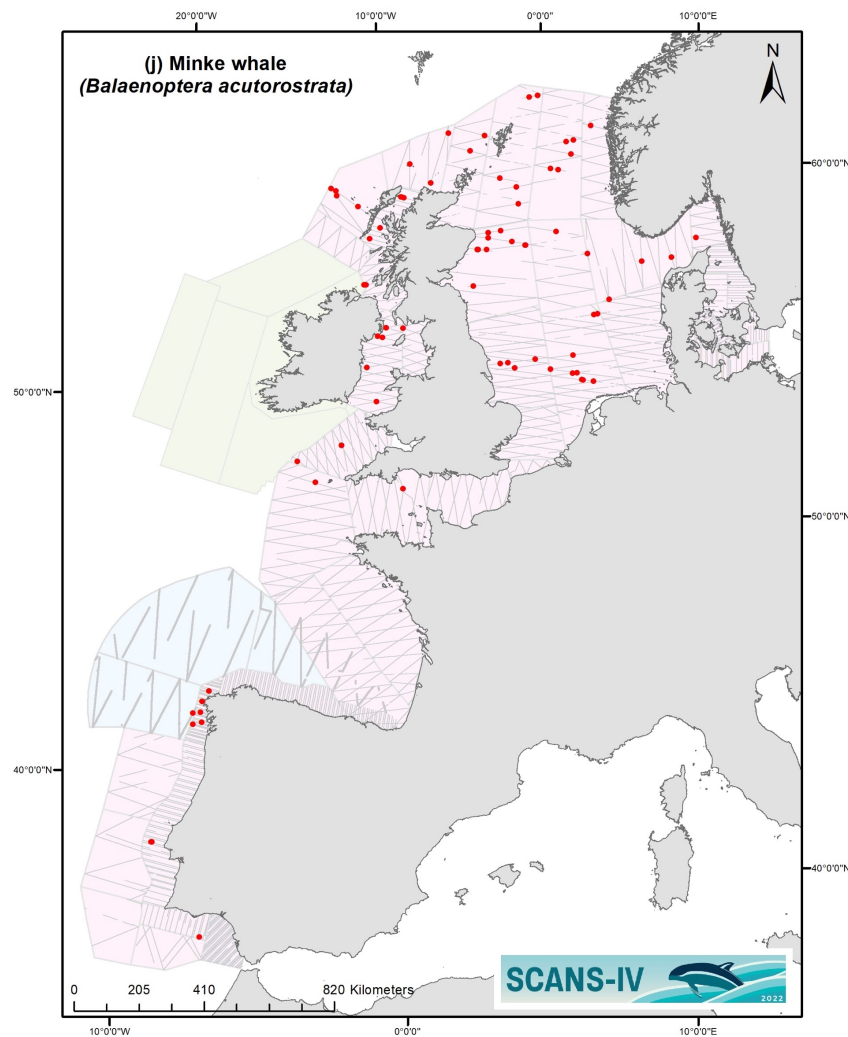 20°0'0"W 10°0'0"W 0°0'0" 10°0'0"E
(j) Minke whale
(Balaenoptera acutorostrata)
N
60°0'0"N
50°0'0"N
50°0'0"N
40°0'0"N
40°0'0"N
SCANS-IV
2022
0 205 410 820 Kilometers
10°0'0"W 0°0'0" 10°0'0"E